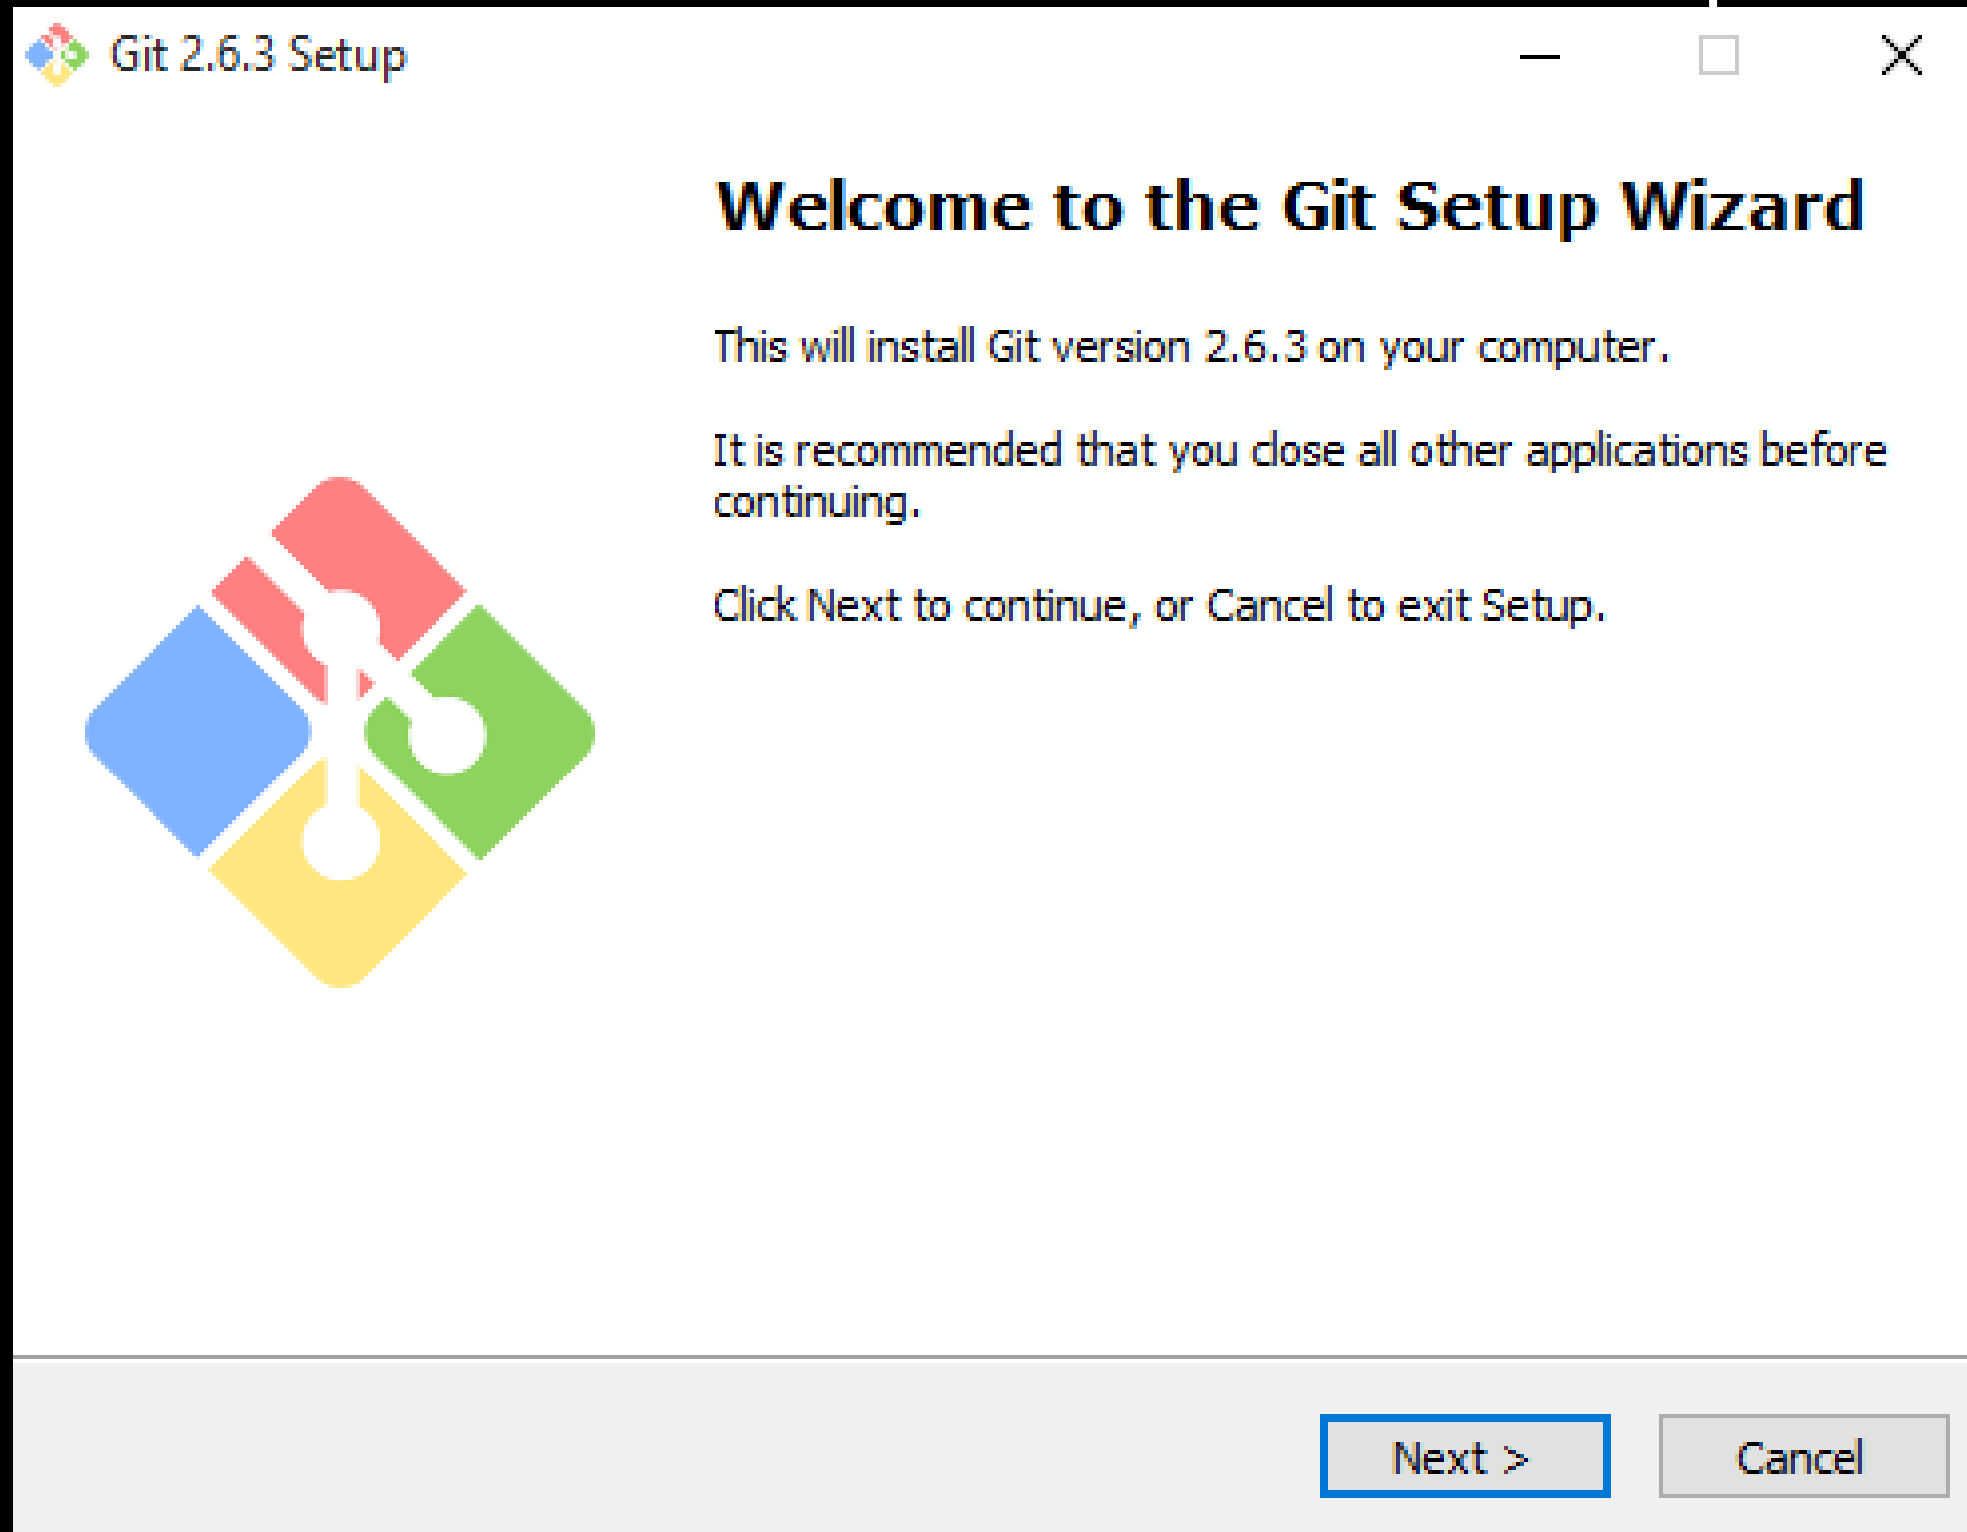 Git 2.6.3 Setup
Welcome to the Git Setup Wizard
This will install Git version 2.6.3 on your computer.
It is recommended that you close all other applications before
continuing.
Click Next to continue, or Cancel to exit Setup.
Next >
Cancel